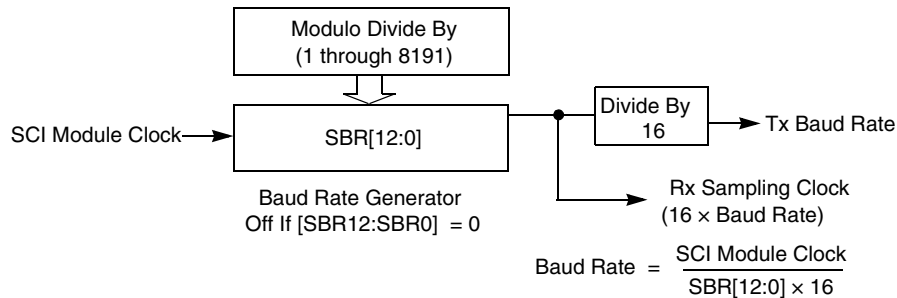 Modulo Divide By
(1 through 8191)
SCI Module Clock
SBR[12:0]
Divide By
16
Tx Baud Rate
Baud Rate Generator
Off If [SBR12:SBR0] = 0
Rx Sampling Clock
(16 × Baud Rate)
Baud Rate = SCI Module Clock
SBR[12:0] × 16